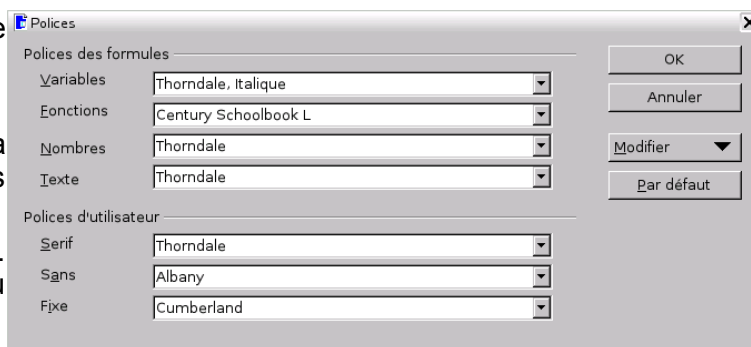 Polices
Polices des formules
Variables Thorndale, Italique
Fonctions Century Schoolbook L
Nombres Thorndale
Texte Thorndale
Polices d'utilisateur
Serif Thorndale
Sans Albany
Fixe Cumberland
OK
Annuler
Modifier
Par défaut